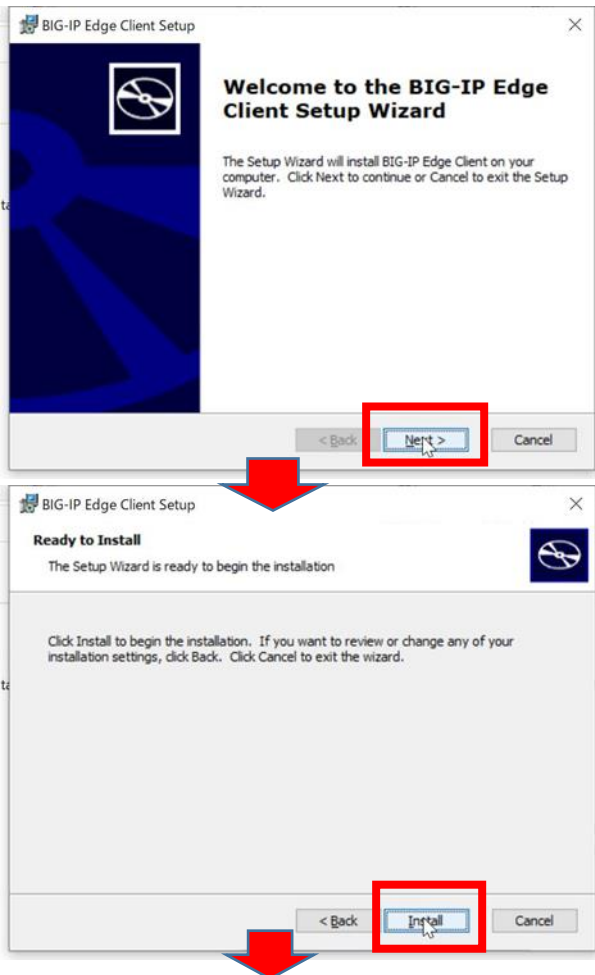 BIG-IP Edge Client Setup
Welcome to the BIG-IP Edge
Client Setup Wizard
The Setup Wizard will install BIG-IP Edge Client on your
computer. Click Next to continue or Cancel to exit the Setup
Wizard.
ta
< Back Next > Cancel
BIG-IP Edge Client Setup
Ready to Install
The Setup Wizard is ready to begin the installation
Click Install to begin the installation. If you want to review or change any of your
installation settings, click Back. Click Cancel to exit the wizard.
ta
< Back Install Cancel